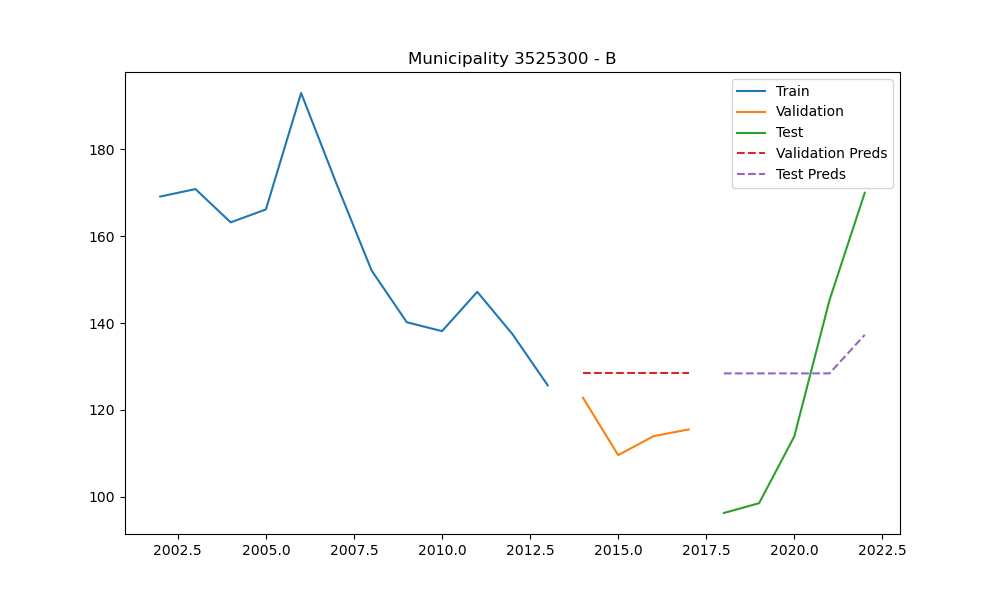 Municipality 3525300 - B
Train
Validation
Test
Validation Preds
Test Preds
180
160
140
120
100
2002.5 2005.0 2007.5 2010.0 2012.5 2015.0 2017.5 2020.0 2022.5